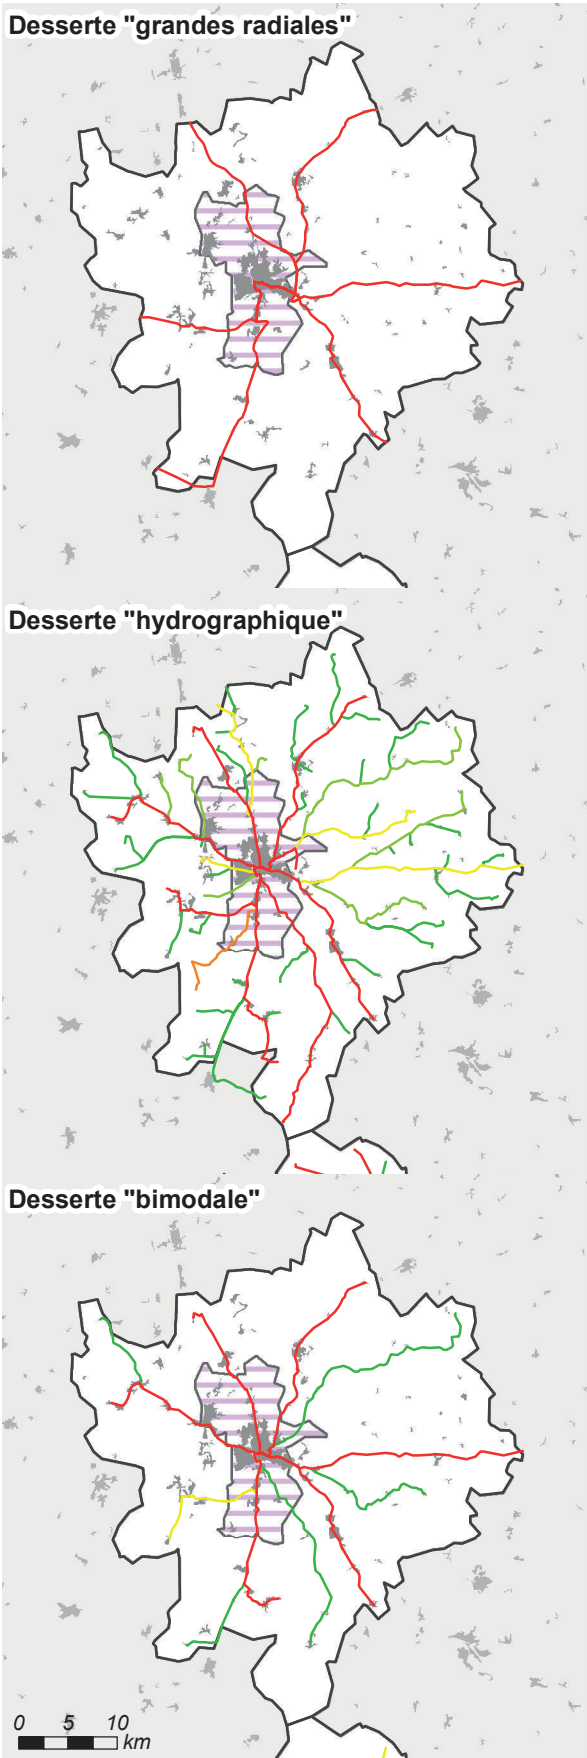 Desserte "grandes radiales"
Desserte "hydrographique"
Desserte "bimodale"
0 5 10
km